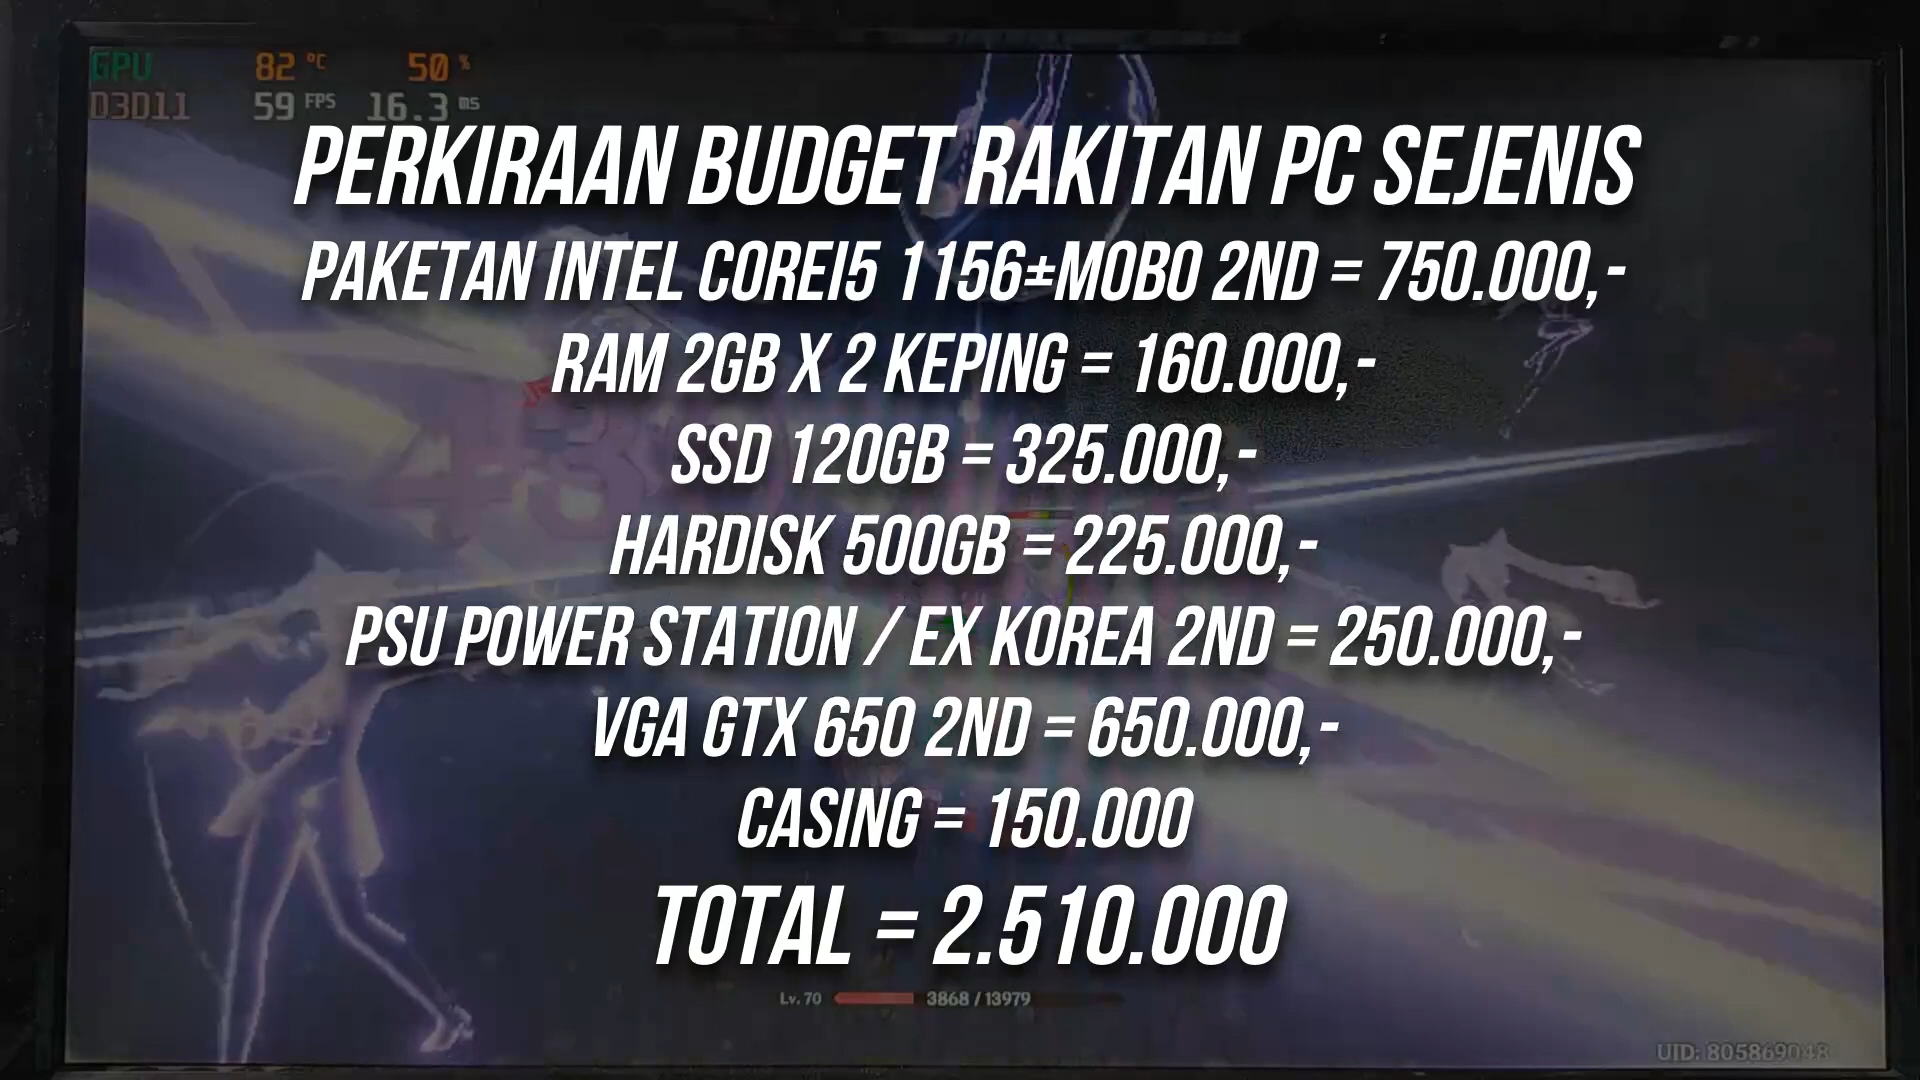 GPU 82 °C 50 %
D3D11 59 FPS 16.3 ms
PERKIRAAN BUDGET RAKITAN PC SEJENIS
PAKETAN INTEL COREI5 1156±MOBO 2ND = 750.000,-
RAM 2GB X 2 KEPING = 160.000,-
SSD 120GB = 325.000,-
HARDISK 500GB = 225.000,-
PSU POWER STATION / EX KOREA 2ND = 250.000,-
VGA GTX 650 2ND = 650.000,-
CASING = 150.000
TOTAL = 2.510.000
Lv. 70 3868 / 13979
UID: 805869048